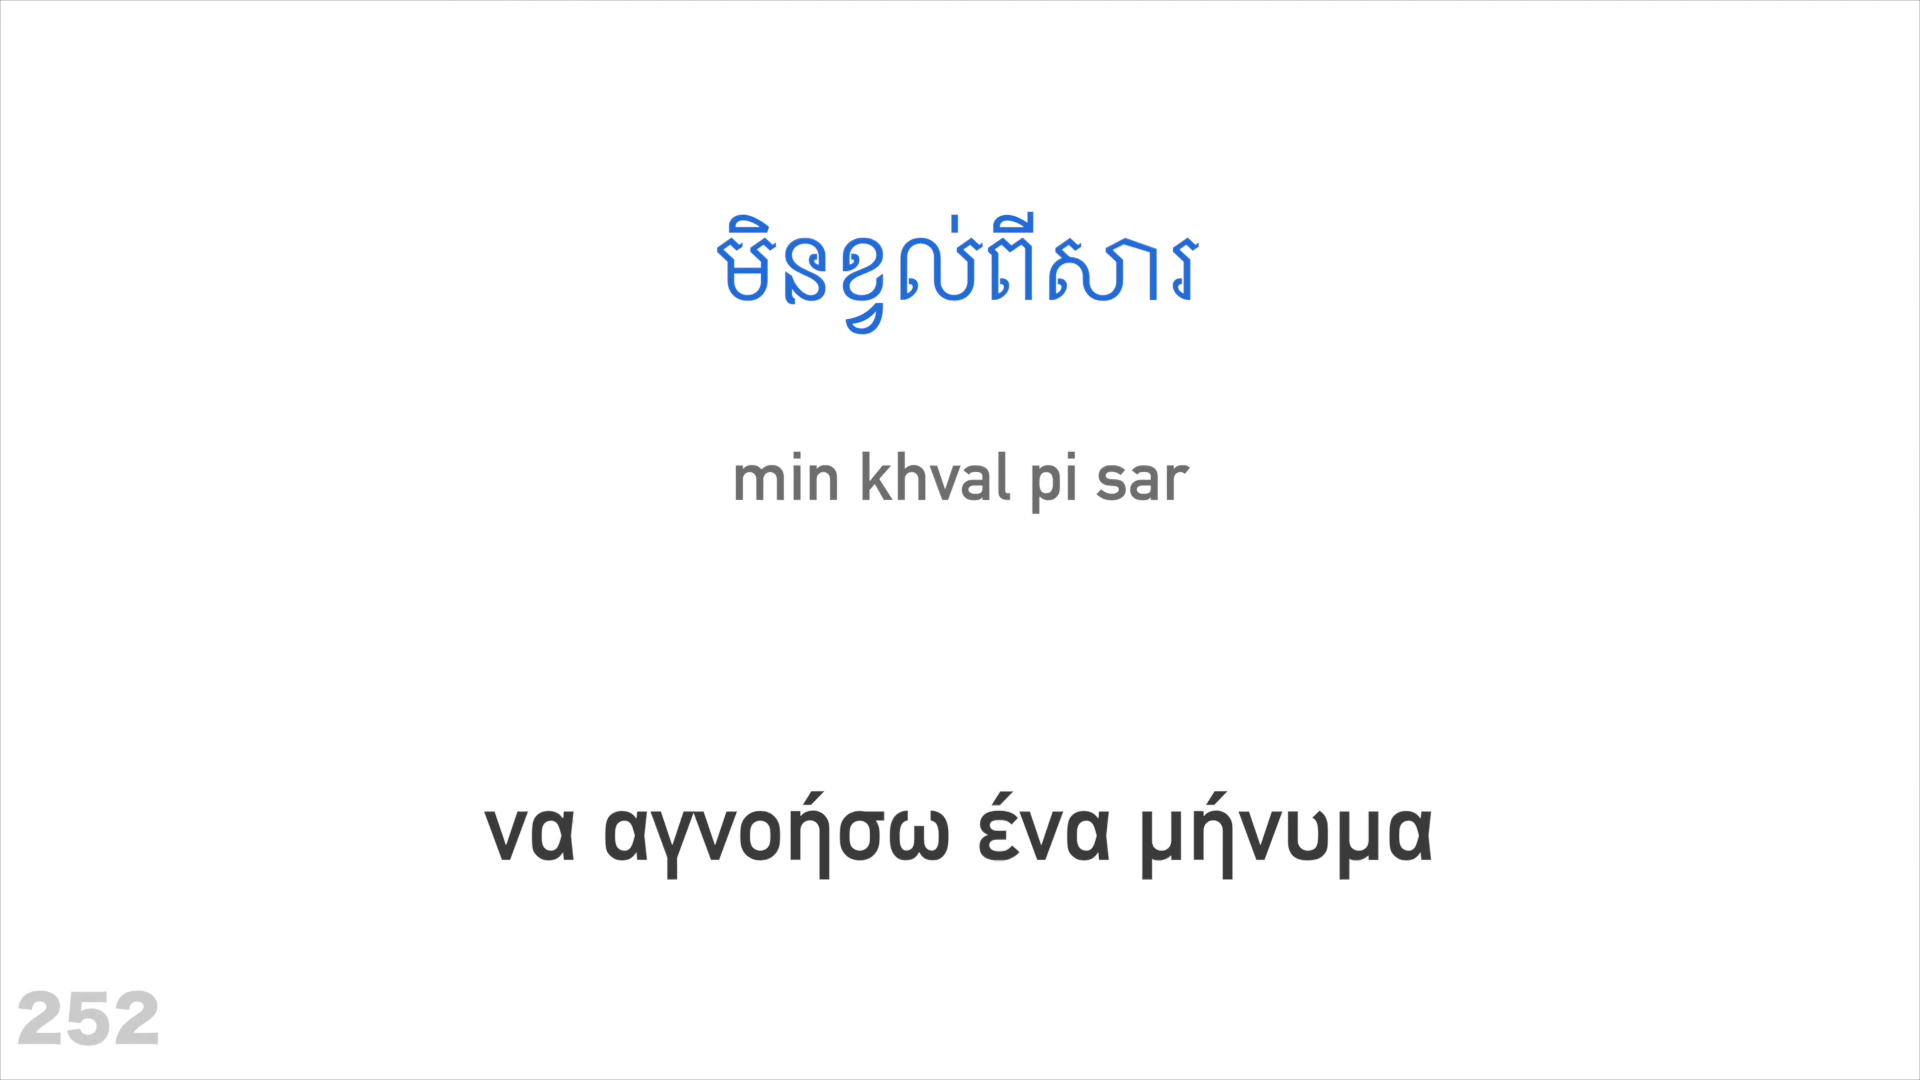 មិនខ្វល់ពីសារ
min khval pi sar
να αγνοήσω ένα μήνυμα
252